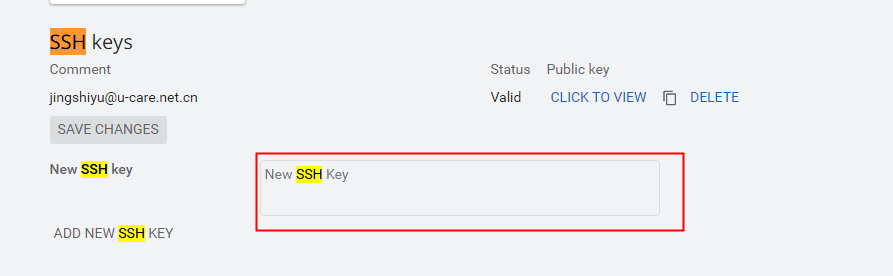 SSH keys
Comment Status Public key
jingshiyu@u-care.net.cn Valid CLICK TO VIEW DELETE
SAVE CHANGES
New SSH key New SSH Key
ADD NEW SSH KEY